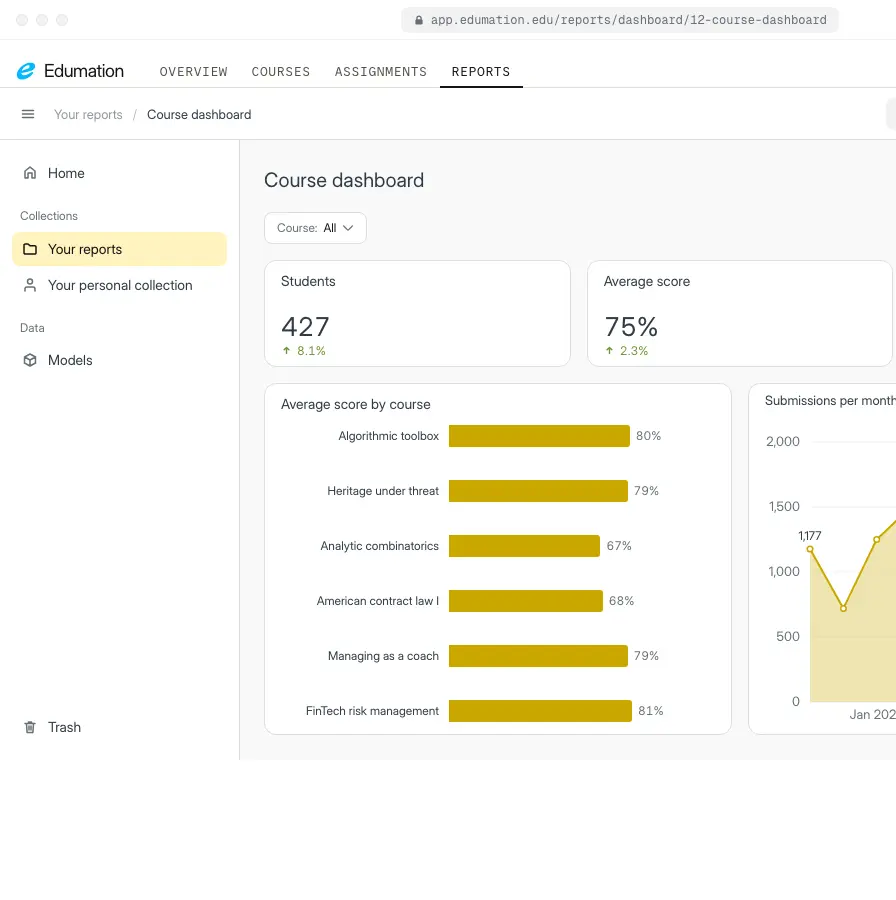 app.edumation.edu/reports/dashboard/12-course-dashboard
Edumation OVERVIEW COURSES ASSIGNMENTS REPORTS
Your reports / Course dashboard
Home
Collections
Your reports
Your personal collection
Data
Models
Trash
Course dashboard
Course: All
Students
427
8.1%
Average score
75%
2.3%
Average score by course
Algorithmic toolbox 80%
Heritage under threat 79%
Analytic combinatorics 67%
American contract law I 68%
Managing as a coach 79%
FinTech risk management 81%
Submissions per month
2,000
1,500
1,177
1,000
500
0
Jan 202